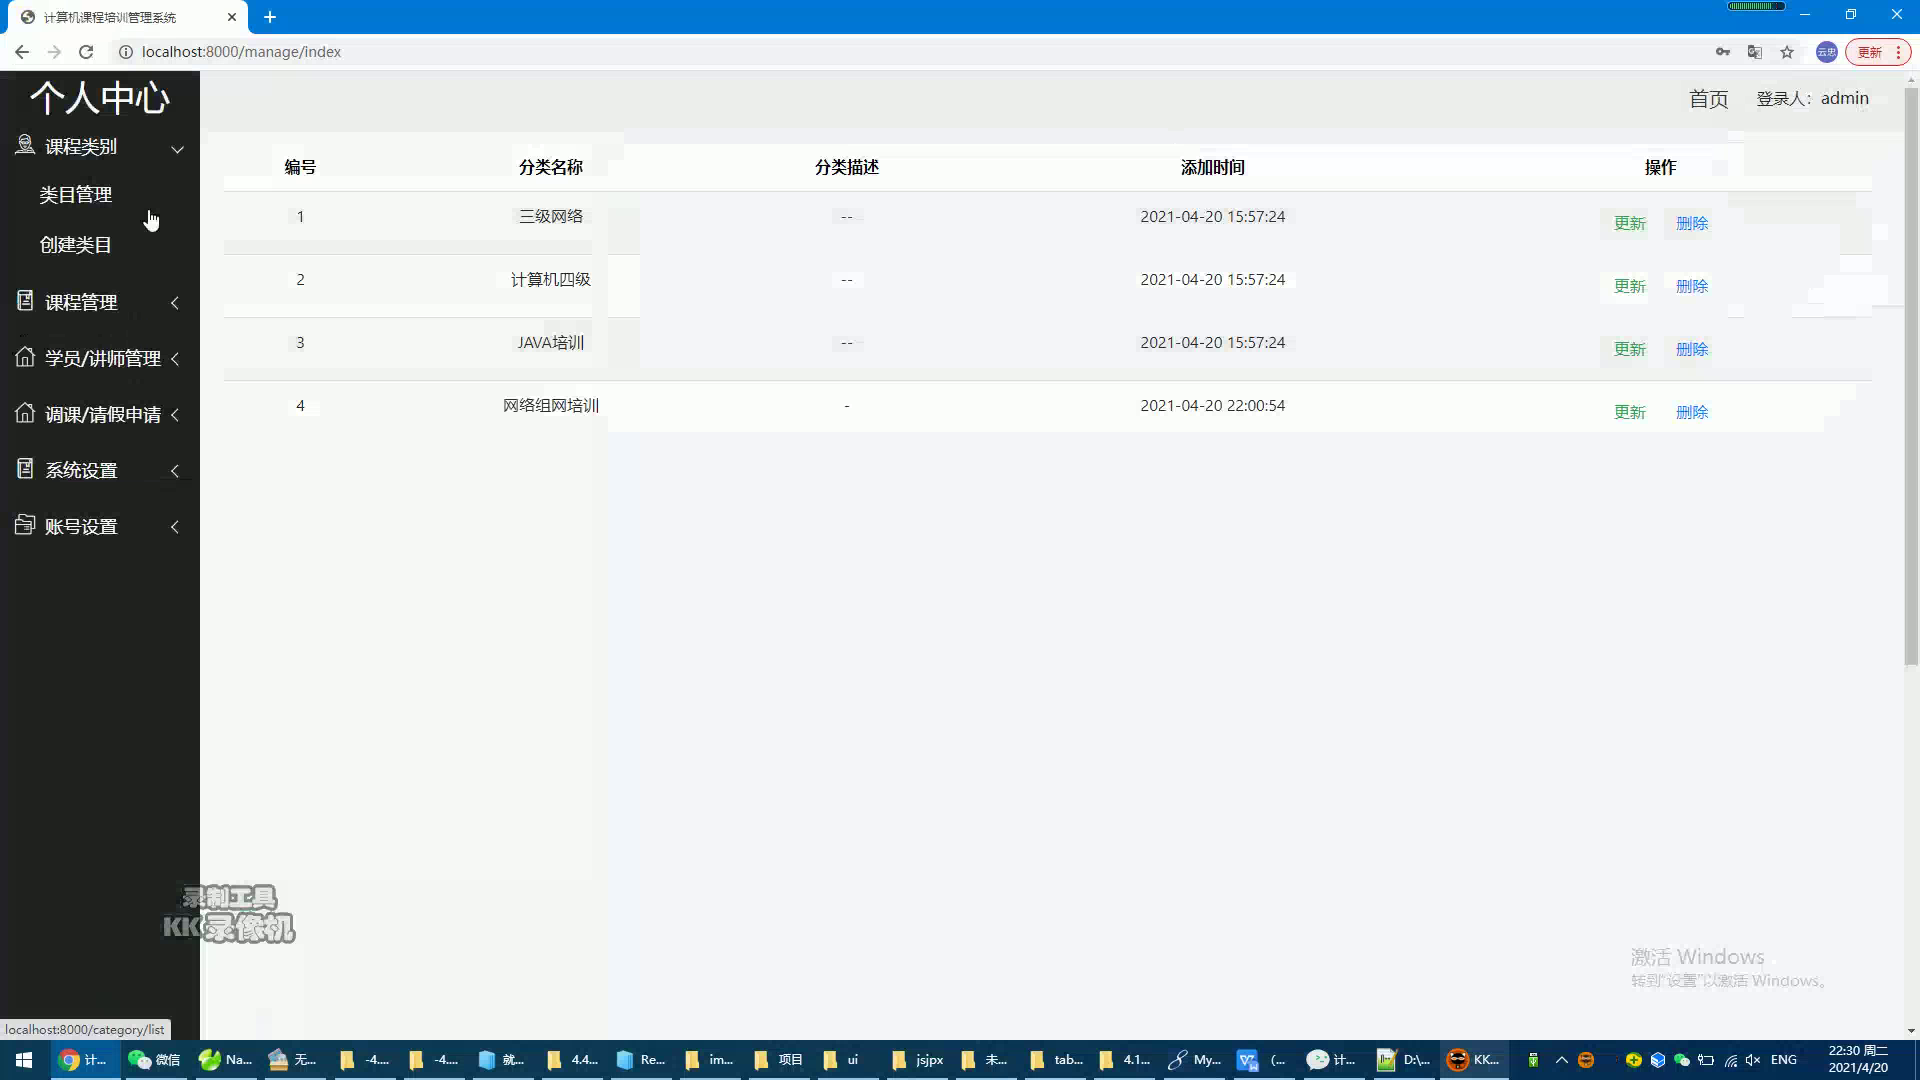 计算机课程培训管理系统
localhost:8000/manage/index
更新
个人中心
首页 登录人：admin
课程类别
类目管理
创建类目
课程管理
学员/讲师管理
调课/请假申请
系统设置
账号设置
编号 分类名称 分类描述 添加时间 操作
1 三级网络 -- 2021-04-20 15:57:24 更新 删除
2 计算机四级 -- 2021-04-20 15:57:24 更新 删除
3 JAVA培训 -- 2021-04-20 15:57:24 更新 删除
4 网络组网培训 - 2021-04-20 22:00:54 更新 删除
录制工具
KK录像机
激活 Windows
转到"设置"以激活 Windows。
localhost:8000/category/list
计... 微信 Na... 无... -4.... -4.... 就... 4.4... Re... im... 项目 ui jsjpx 未... tab... 4.1... My... (... 计... D:\... KK... ENG
22:30 周二
2021/4/20